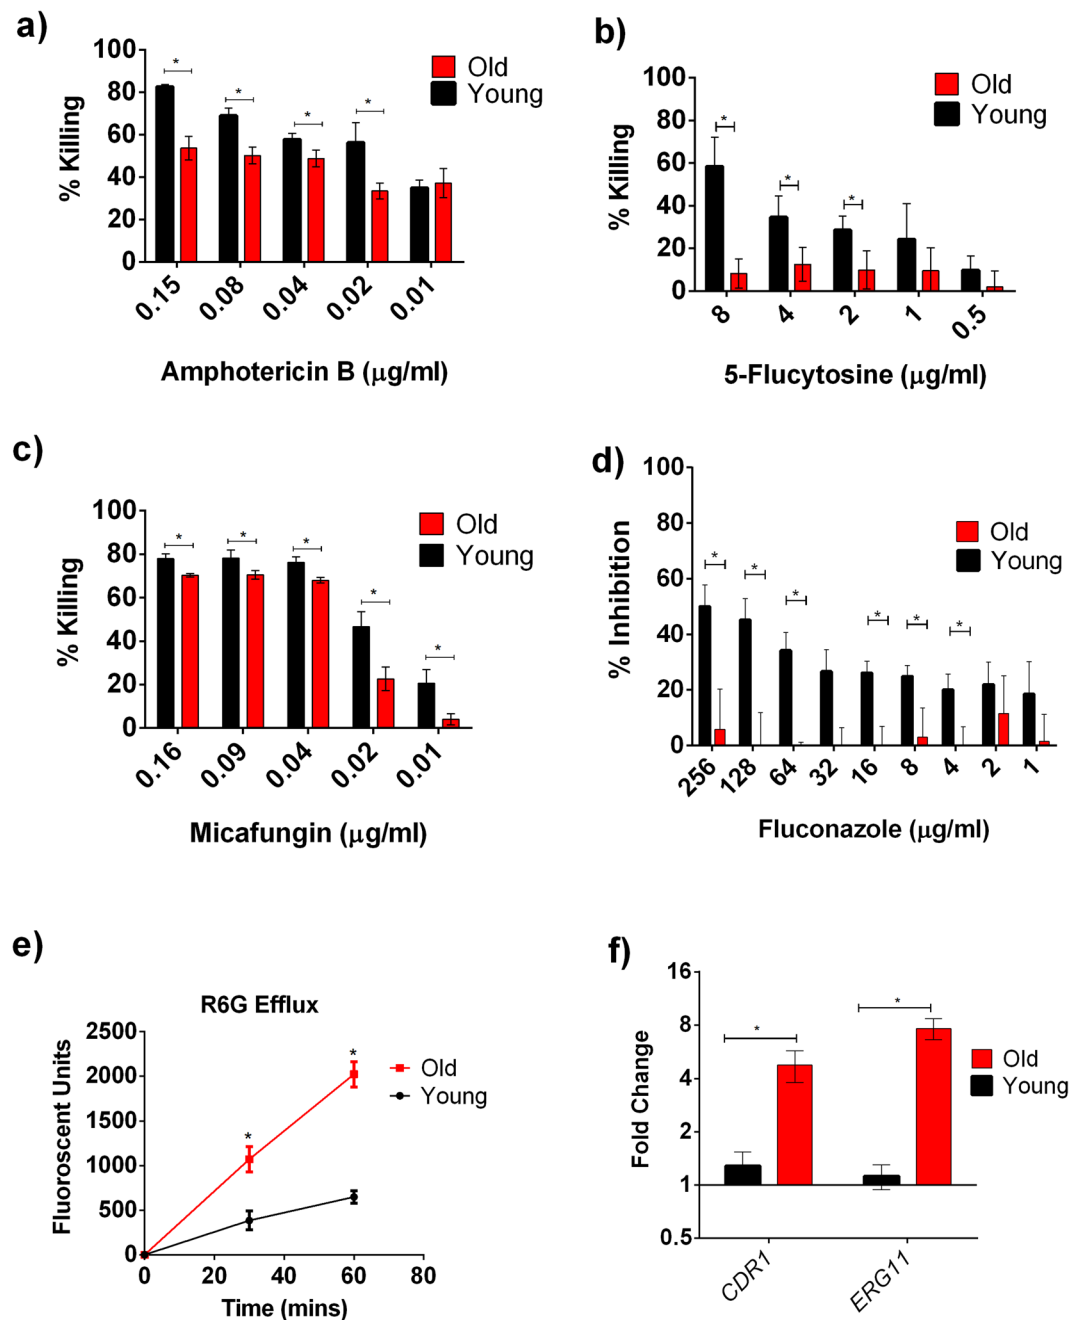 a)
Old
Young
% Killing
100
80
60
40
20
0
* * * *
0.15 0.08 0.04 0.02 0.01
Amphotericin B (μg/ml)
b)
Old
Young
% Killing
100
80
60
40
20
0
* * *
8 4 2 1 0.5
5-Flucytosine (μg/ml)
c)
Old
Young
% Killing
100
80
60
40
20
0
* * * * *
0.16 0.09 0.04 0.02 0.01
Micafungin (μg/ml)
d)
Old
Young
% Inhibition
100
80
60
40
20
0
* * * * * *
256 128 64 32 16 8 4 2 1
Fluconazole (μg/ml)
e)
R6G Efflux
Old
Young
Fluoroscent Units
2500
2000
1500
1000
500
0
* *
0 20 40 60 80
Time (mins)
f)
Old
Young
Fold Change
16
8
4
2
1
0.5
* *
CDR1 ERG11